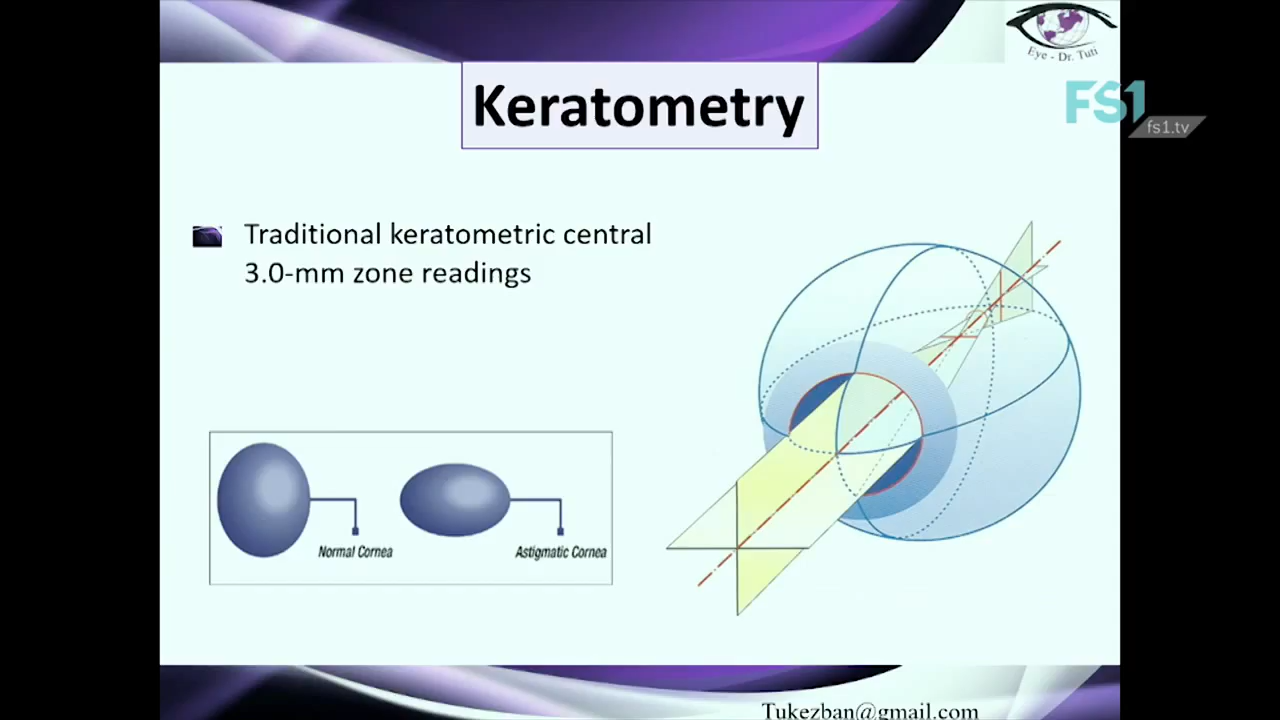 Eye - Dr. Tuti
FS1
fs1.tv
Keratometry
Traditional keratometric central
3.0-mm zone readings
Normal Cornea
Astigmatic Cornea
Tukezban@gmail.com